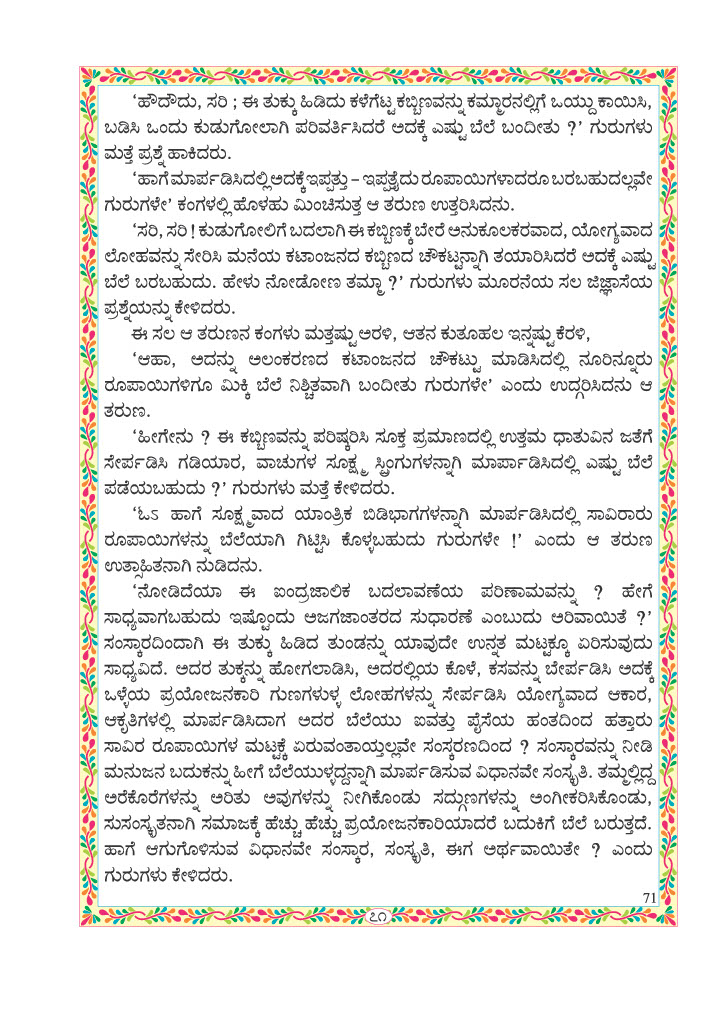 ‘ಹೌದೌದು, ಸರಿ ; ಈ ತುಕ್ಕು ಹಿಡಿದು ಕಳೆಗೆಟ್ಟ ಕಬ್ಬಿಣವನ್ನು ಕಮ್ಮಾರನಲ್ಲಿಗೆ ಒಯ್ದು ಕಾಯಿಸಿ,
ಬಡಿಸಿ ಒಂದು ಕುಡುಗೋಲಾಗಿ ಪರಿವರ್ತಿಸಿದರೆ ಅದಕ್ಕೆ ಎಷ್ಟು ಬೆಲೆ ಬಂದೀತು ?’ ಗುರುಗಳು
ಮತ್ತೆ ಪ್ರಶ್ನೆ ಹಾಕಿದರು.
‘ಹಾಗೆ ಮಾರ್ಪಡಿಸಿದಲ್ಲಿ ಅದಕ್ಕೆ ಇಪ್ಪತ್ತು – ಇಪ್ಪತ್ತೈದು ರೂಪಾಯಿಗಳಾದರೂ ಬರಬಹುದಲ್ಲವೇ
ಗುರುಗಳೇ’ ಕಂಗಳಲ್ಲಿ ಹೊಳಹು ಮಿಂಚಿಸುತ್ತ ಆ ತರುಣ ಉತ್ತರಿಸಿದನು.
‘ಸರಿ, ಸರಿ ! ಕುಡುಗೋಲಿಗೆ ಬದಲಾಗಿ ಈ ಕಬ್ಬಿಣಕ್ಕೆ ಬೇರೆ ಅನುಕೂಲಕರವಾದ, ಯೋಗ್ಯವಾದ
ಲೋಹವನ್ನು ಸೇರಿಸಿ ಮನೆಯ ಕಟಾಂಜನದ ಕಬ್ಬಿಣದ ಚೌಕಟ್ಟನ್ನಾಗಿ ತಯಾರಿಸಿದರೆ ಅದಕ್ಕೆ ಎಷ್ಟು
ಬೆಲೆ ಬರಬಹುದು. ಹೇಳು ನೋಡೋಣ ತಮ್ಮಾ ?’ ಗುರುಗಳು ಮೂರನೆಯ ಸಲ ಜಿಜ್ಞಾಸೆಯ
ಪ್ರಶ್ನೆಯನ್ನು ಕೇಳಿದರು.
ಈ ಸಲ ಆ ತರುಣನ ಕಂಗಳು ಮತ್ತಷ್ಟು ಅರಳಿ, ಆತನ ಕುತೂಹಲ ಇನ್ನಷ್ಟು ಕೆರಳಿ,
‘ಆಹಾ, ಅದನ್ನು ಅಲಂಕರಣದ ಕಟಾಂಜನದ ಚೌಕಟ್ಟು ಮಾಡಿಸಿದಲ್ಲಿ ನೂರಿನ್ನೂರು
ರೂಪಾಯಿಗಳಿಗೂ ಮಿಕ್ಕಿ ಬೆಲೆ ನಿಶ್ಚಿತವಾಗಿ ಬಂದೀತು ಗುರುಗಳೇ’ ಎಂದು ಉದ್ಗರಿಸಿದನು ಆ
ತರುಣ.
‘ಹೀಗೇನು ? ಈ ಕಬ್ಬಿಣವನ್ನು ಪರಿಷ್ಕರಿಸಿ ಸೂಕ್ತ ಪ್ರಮಾಣದಲ್ಲಿ ಉತ್ತಮ ಧಾತುವಿನ ಜತೆಗೆ
ಸೇರ್ಪಡಿಸಿ ಗಡಿಯಾರ, ವಾಚುಗಳ ಸೂಕ್ಷ್ಮ ಸ್ಪ್ರಿಂಗುಗಳನ್ನಾಗಿ ಮಾರ್ಪಾಡಿಸಿದಲ್ಲಿ ಎಷ್ಟು ಬೆಲೆ
ಪಡೆಯಬಹುದು ?’ ಗುರುಗಳು ಮತ್ತೆ ಕೇಳಿದರು.
‘ಓಽ ಹಾಗೆ ಸೂಕ್ಷ್ಮವಾದ ಯಾಂತ್ರಿಕ ಬಿಡಿಭಾಗಗಳನ್ನಾಗಿ ಮಾರ್ಪಡಿಸಿದಲ್ಲಿ ಸಾವಿರಾರು
ರೂಪಾಯಿಗಳನ್ನು ಬೆಲೆಯಾಗಿ ಗಿಟ್ಟಿಸಿ ಕೊಳ್ಳಬಹುದು ಗುರುಗಳೇ !’ ಎಂದು ಆ ತರುಣ
ಉತ್ಸಾಹಿತನಾಗಿ ನುಡಿದನು.
‘ನೋಡಿದೆಯಾ ಈ ಐಂದ್ರಜಾಲಿಕ ಬದಲಾವಣೆಯ ಪರಿಣಾಮವನ್ನು ? ಹೇಗೆ
ಸಾಧ್ಯವಾಗಬಹುದು ಇಷ್ಟೊಂದು ಅಜಗಜಾಂತರದ ಸುಧಾರಣೆ ಎಂಬುದು ಅರಿವಾಯಿತೆ ?’
ಸಂಸ್ಕಾರದಿಂದಾಗಿ ಈ ತುಕ್ಕು ಹಿಡಿದ ತುಂಡನ್ನು ಯಾವುದೇ ಉನ್ನತ ಮಟ್ಟಕ್ಕೂ ಏರಿಸುವುದು
ಸಾಧ್ಯವಿದೆ. ಅದರ ತುಕ್ಕನ್ನು ಹೋಗಲಾಡಿಸಿ, ಅದರಲ್ಲಿಯ ಕೊಳೆ, ಕಸವನ್ನು ಬೇರ್ಪಡಿಸಿ ಅದಕ್ಕೆ
ಒಳ್ಳೆಯ ಪ್ರಯೋಜನಕಾರಿ ಗುಣಗಳುಳ್ಳ ಲೋಹಗಳನ್ನು ಸೇರ್ಪಡಿಸಿ ಯೋಗ್ಯವಾದ ಆಕಾರ,
ಆಕೃತಿಗಳಲ್ಲಿ ಮಾರ್ಪಡಿಸಿದಾಗ ಅದರ ಬೆಲೆಯು ಐವತ್ತು ಪೈಸೆಯ ಹಂತದಿಂದ ಹತ್ತಾರು
ಸಾವಿರ ರೂಪಾಯಿಗಳ ಮಟ್ಟಕ್ಕೆ ಏರುವಂತಾಯ್ತಲ್ಲವೇ ಸಂಸ್ಕರಣದಿಂದ ? ಸಂಸ್ಕಾರವನ್ನು ನೀಡಿ
ಮನುಜನ ಬದುಕನ್ನು ಹೀಗೆ ಬೆಲೆಯುಳ್ಳದ್ದನ್ನಾಗಿ ಮಾರ್ಪಡಿಸುವ ವಿಧಾನವೇ ಸಂಸ್ಕೃತಿ. ತಮ್ಮಲ್ಲಿದ್ದ
ಅರೆಕೊರೆಗಳನ್ನು ಅರಿತು ಅವುಗಳನ್ನು ನೀಗಿಕೊಂಡು ಸದ್ಗುಣಗಳನ್ನು ಅಂಗೀಕರಿಸಿಕೊಂಡು,
ಸುಸಂಸ್ಕೃತನಾಗಿ ಸಮಾಜಕ್ಕೆ ಹೆಚ್ಚು ಹೆಚ್ಚು ಪ್ರಯೋಜನಕಾರಿಯಾದರೆ ಬದುಕಿಗೆ ಬೆಲೆ ಬರುತ್ತದೆ.
ಹಾಗೆ ಆಗುಗೊಳಿಸುವ ವಿಧಾನವೇ ಸಂಸ್ಕಾರ, ಸಂಸ್ಕೃತಿ, ಈಗ ಅರ್ಥವಾಯಿತೇ ? ಎಂದು
ಗುರುಗಳು ಕೇಳಿದರು.
71
೭೧